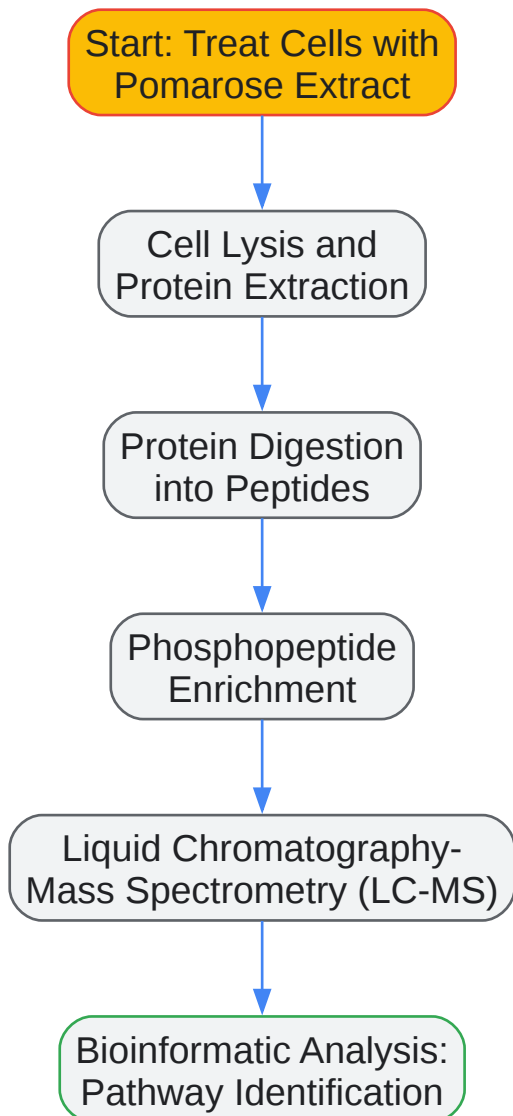 Start: Treat Cells with
Pomarose Extract
Cell Lysis and
Protein Extraction
Protein Digestion
into Peptides
Phosphopeptide
Enrichment
Liquid Chromatography-
Mass Spectrometry (LC-MS)
Bioinformatic Analysis:
Pathway Identification